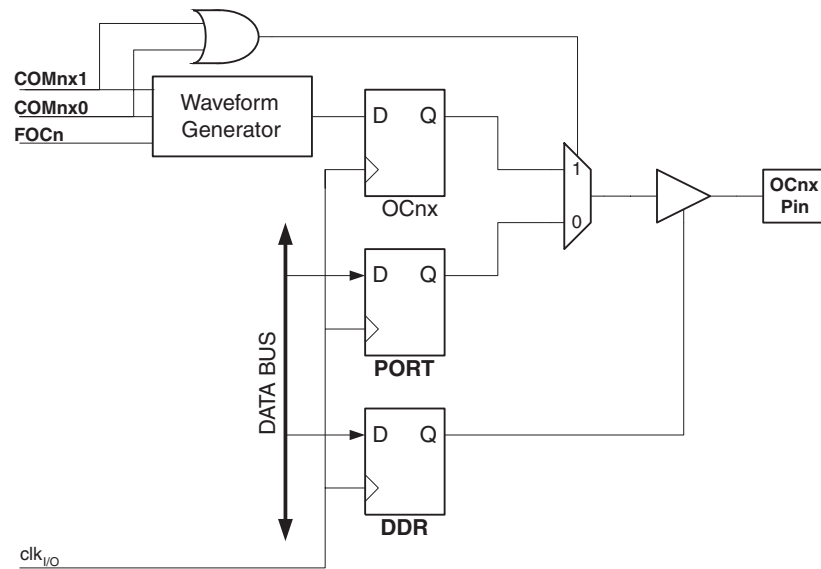 COMnx1
COMnx0
FOCn
Waveform
Generator
D Q
OCnx
1
0
OCnx
Pin
D Q
PORT
DATA BUS
D Q
DDR
clkI/O